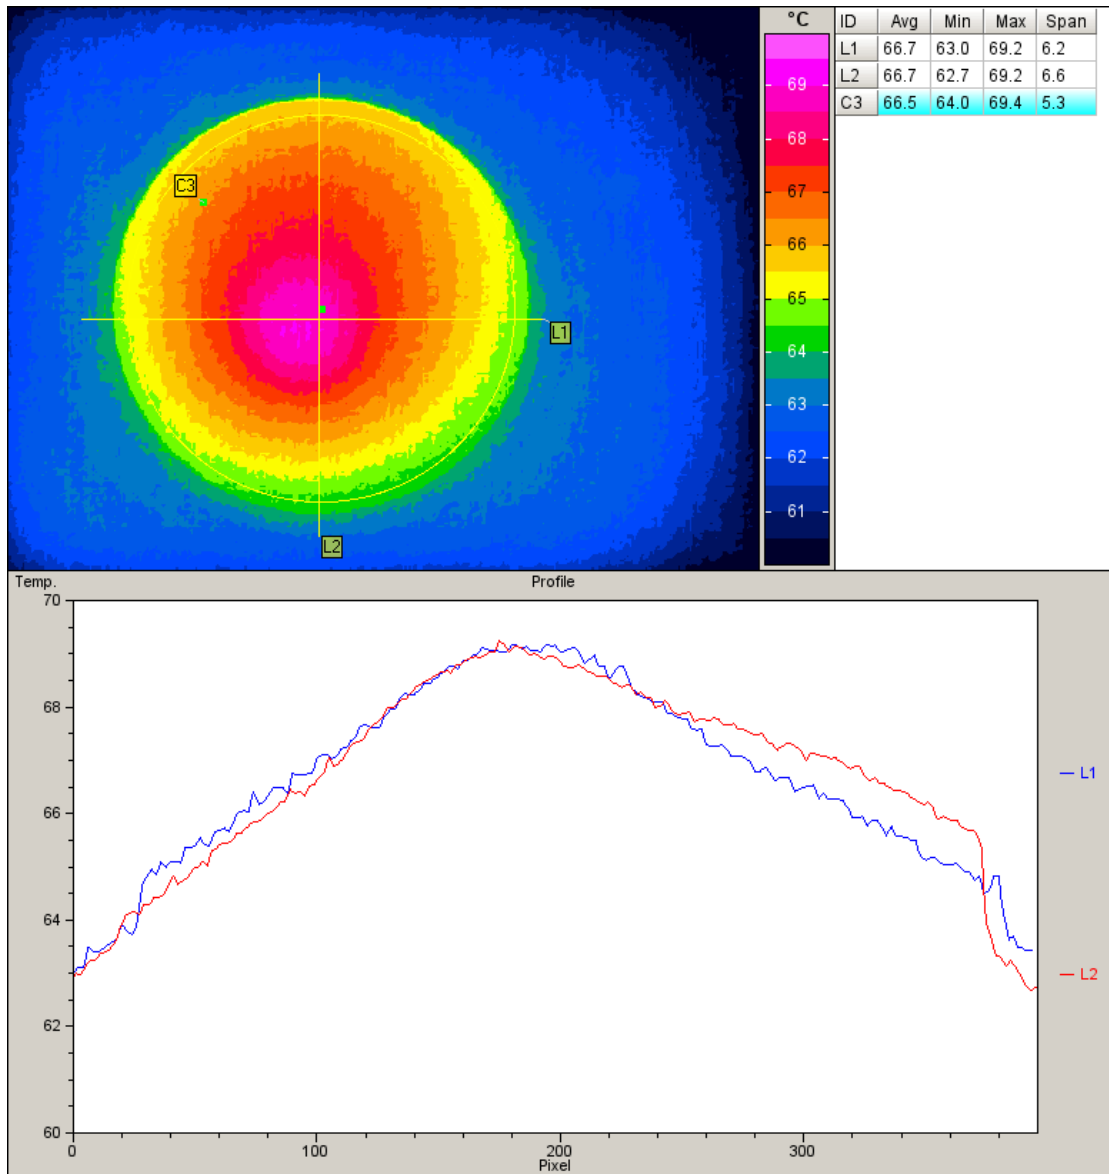 °C
69
68
67
66
65
64
63
62
61
ID Avg Min Max Span
L1 66.7 63.0 69.2 6.2
L2 66.7 62.7 69.2 6.6
C3 66.5 64.0 69.4 5.3
C3
L1
L2
Temp. Profile
70
68
66
64
62
60
0 100 200 300
Pixel
L1
L2